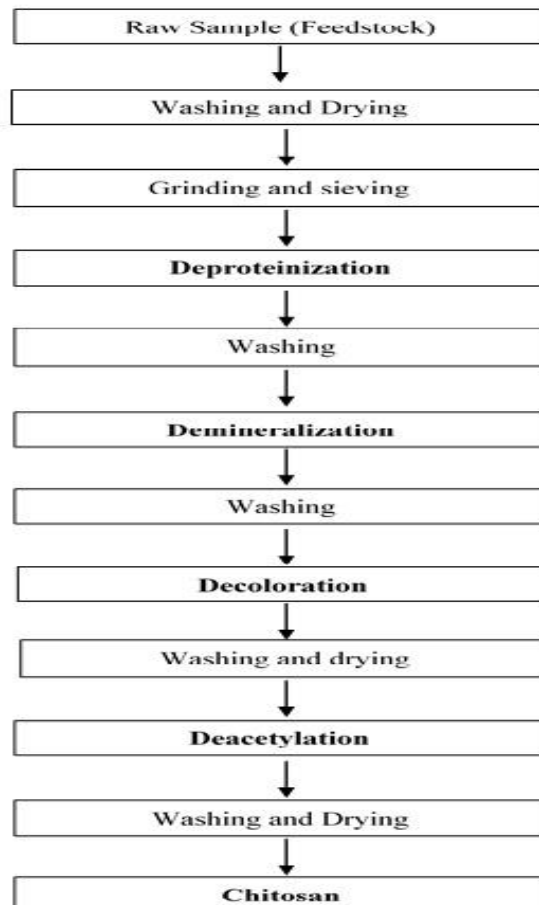 Raw Sample (Feedstock)
Washing and Drying
Grinding and sieving
Deproteinization
Washing
Demineralization
Washing
Decoloration
Washing and drying
Deacetylation
Washing and Drying
Chitosan